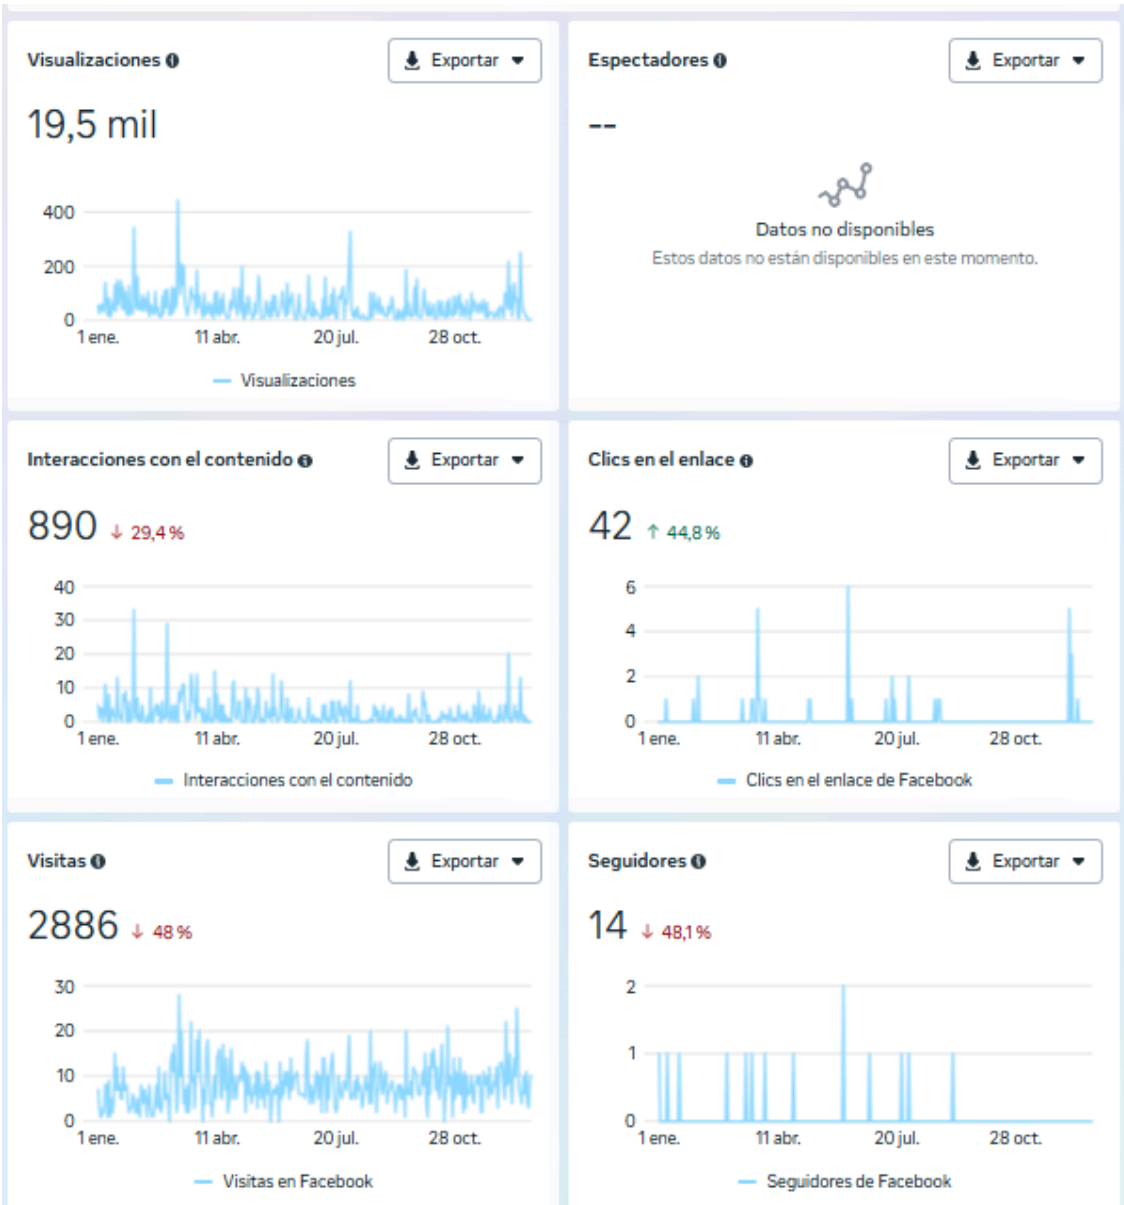 Visualizaciones
Exportar
19,5 mil
400
200
0
1 ene.
11 abr.
20 jul.
28 oct.
Visualizaciones
Espectadores
Exportar
--
Datos no disponibles
Estos datos no están disponibles en este momento.
Interacciones con el contenido
Exportar
890 ↓ 29,4 %
40
30
20
10
0
1 ene.
11 abr.
20 jul.
28 oct.
Interacciones con el contenido
Clics en el enlace
Exportar
42 ↑ 44,8 %
6
4
2
0
1 ene.
11 abr.
20 jul.
28 oct.
Clics en el enlace de Facebook
Visitas
Exportar
2886 ↓ 48 %
30
20
10
0
1 ene.
11 abr.
20 jul.
28 oct.
Visitas en Facebook
Seguidores
Exportar
14 ↓ 48,1 %
2
1
0
1 ene.
11 abr.
20 jul.
28 oct.
Seguidores de Facebook